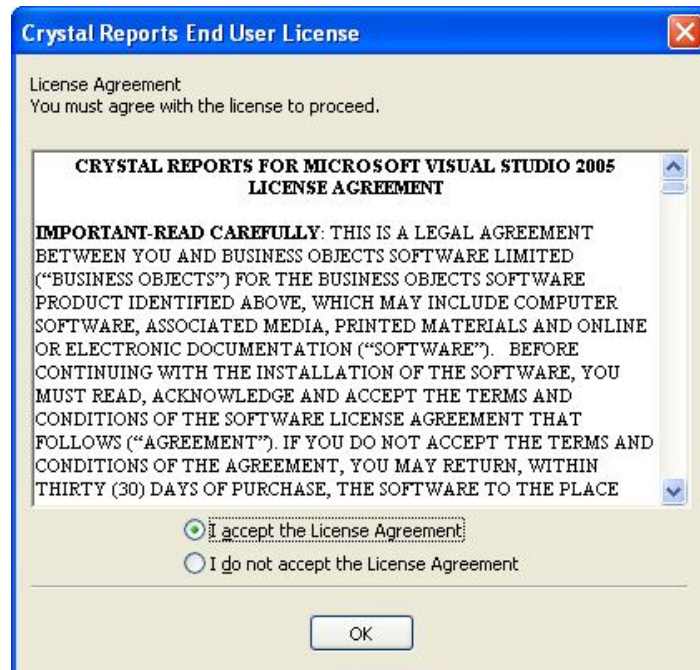 Crystal Reports End User License
License Agreement
You must agree with the license to proceed.
CRYSTAL REPORTS FOR MICROSOFT VISUAL STUDIO 2005
LICENSE AGREEMENT
IMPORTANT-READ CAREFULLY: THIS IS A LEGAL AGREEMENT
BETWEEN YOU AND BUSINESS OBJECTS SOFTWARE LIMITED
(“BUSINESS OBJECTS”) FOR THE BUSINESS OBJECTS SOFTWARE
PRODUCT IDENTIFIED ABOVE, WHICH MAY INCLUDE COMPUTER
SOFTWARE, ASSOCIATED MEDIA, PRINTED MATERIALS AND ONLINE
OR ELECTRONIC DOCUMENTATION (“SOFTWARE”). BEFORE
CONTINUING WITH THE INSTALLATION OF THE SOFTWARE, YOU
MUST READ, ACKNOWLEDGE AND ACCEPT THE TERMS AND
CONDITIONS OF THE SOFTWARE LICENSE AGREEMENT THAT
FOLLOWS (“AGREEMENT”). IF YOU DO NOT ACCEPT THE TERMS AND
CONDITIONS OF THE AGREEMENT, YOU MAY RETURN, WITHIN
THIRTY (30) DAYS OF PURCHASE, THE SOFTWARE TO THE PLACE
I accept the License Agreement
I do not accept the License Agreement
OK